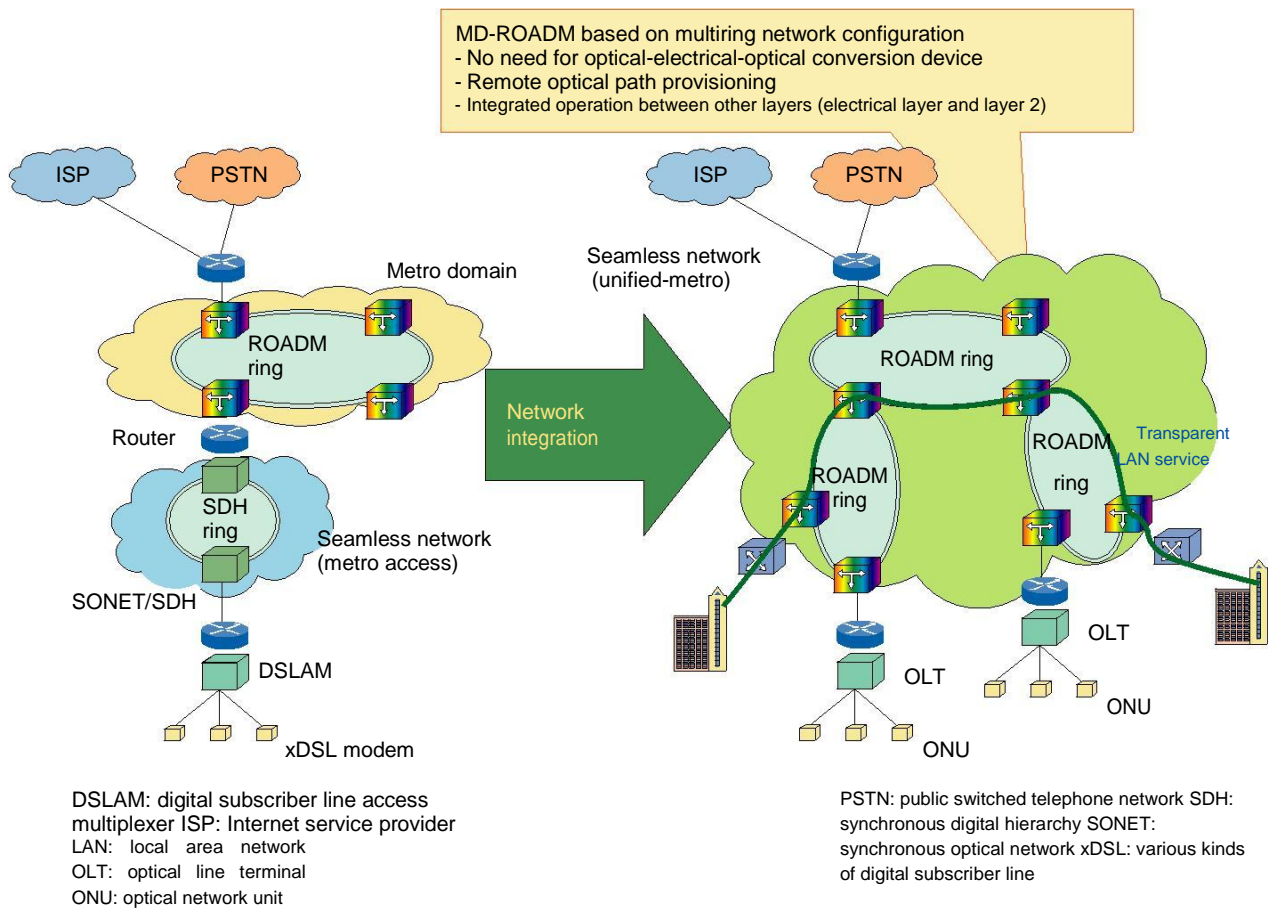 MD-ROADM based on multiring network configuration
- No need for optical-electrical-optical conversion device
- Remote optical path provisioning
- Integrated operation between other layers (electrical layer and layer 2)
ISP
PSTN
Metro domain
ROADM
ring
Router
SDH
ring
Seamless network
(metro access)
SONET/SDH
DSLAM
xDSL modem
Network
integration
ISP
PSTN
Seamless network
(unified-metro)
ROADM ring
ROADM
ring
ROADM
ring
Transparent
LAN service
OLT
ONU
OLT
ONU
DSLAM: digital subscriber line access
multiplexer ISP: Internet service provider
LAN: local area network
OLT: optical line terminal
ONU: optical network unit
PSTN: public switched telephone network SDH:
synchronous digital hierarchy SONET:
synchronous optical network xDSL: various kinds
of digital subscriber line